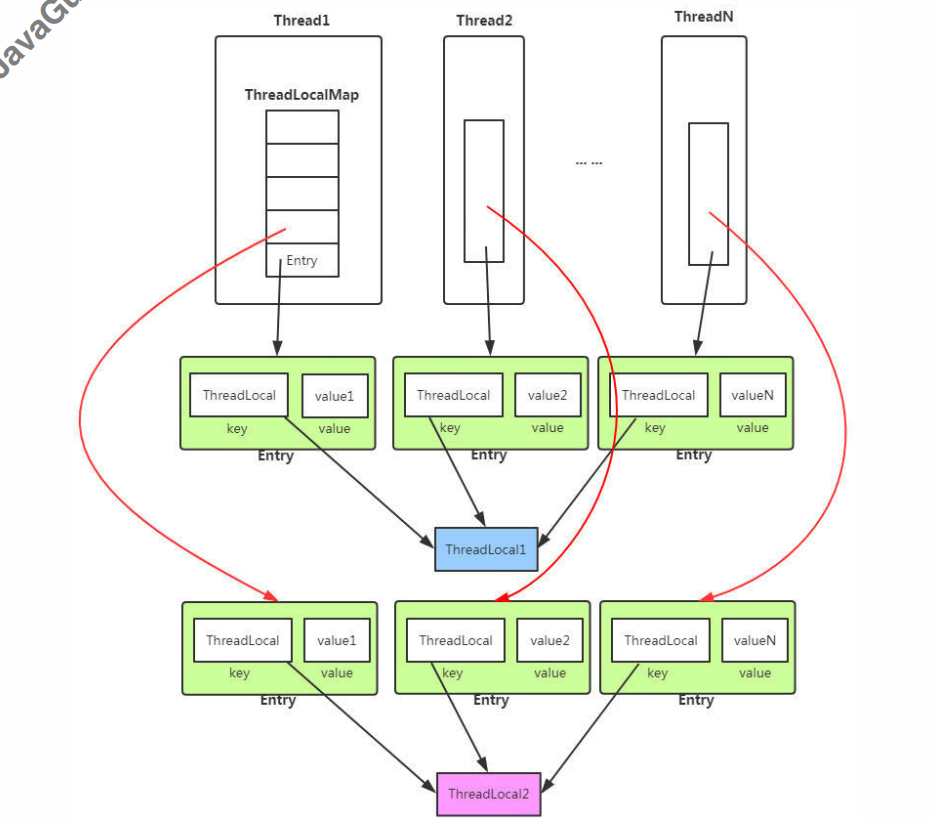 JavaGu
Thread1
Thread2
ThreadN
ThreadLocalMap
... ...
Entry
ThreadLocal
value1
key
value
Entry
ThreadLocal
value2
key
value
Entry
ThreadLocal
valueN
key
value
Entry
ThreadLocal1
ThreadLocal
value1
key
value
Entry
ThreadLocal
value2
key
value
Entry
ThreadLocal
valueN
key
value
Entry
ThreadLocal2